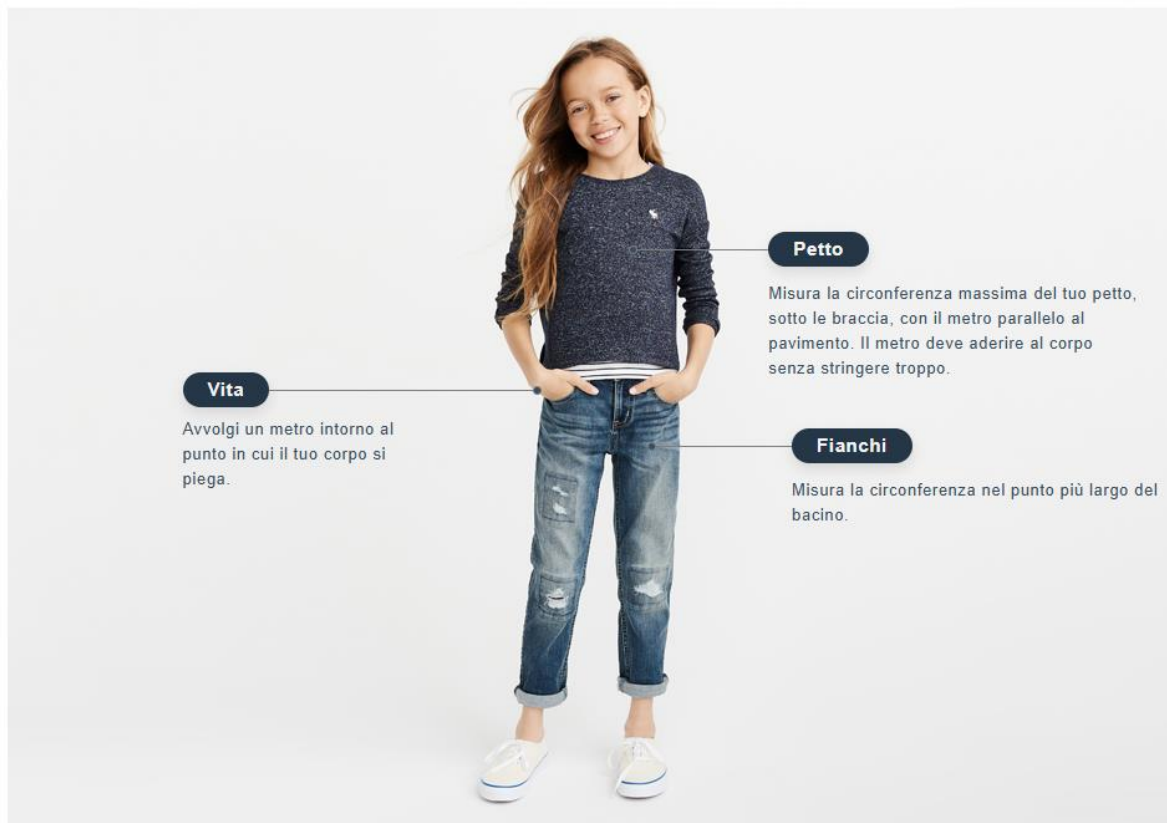 Petto
Misura la circonferenza massima del tuo petto,
sotto le braccia, con il metro parallelo al
pavimento. Il metro deve aderire al corpo
senza stringere troppo.
Vita
Avvolgi un metro intorno al
punto in cui il tuo corpo si
piega.
Fianchi
Misura la circonferenza nel punto più largo del
bacino.